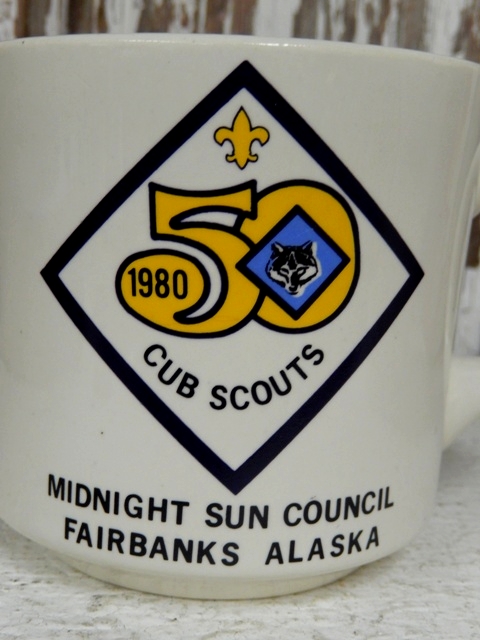 50
1980
CUB SCOUTS
MIDNIGHT SUN COUNCIL
FAIRBANKS ALASKA